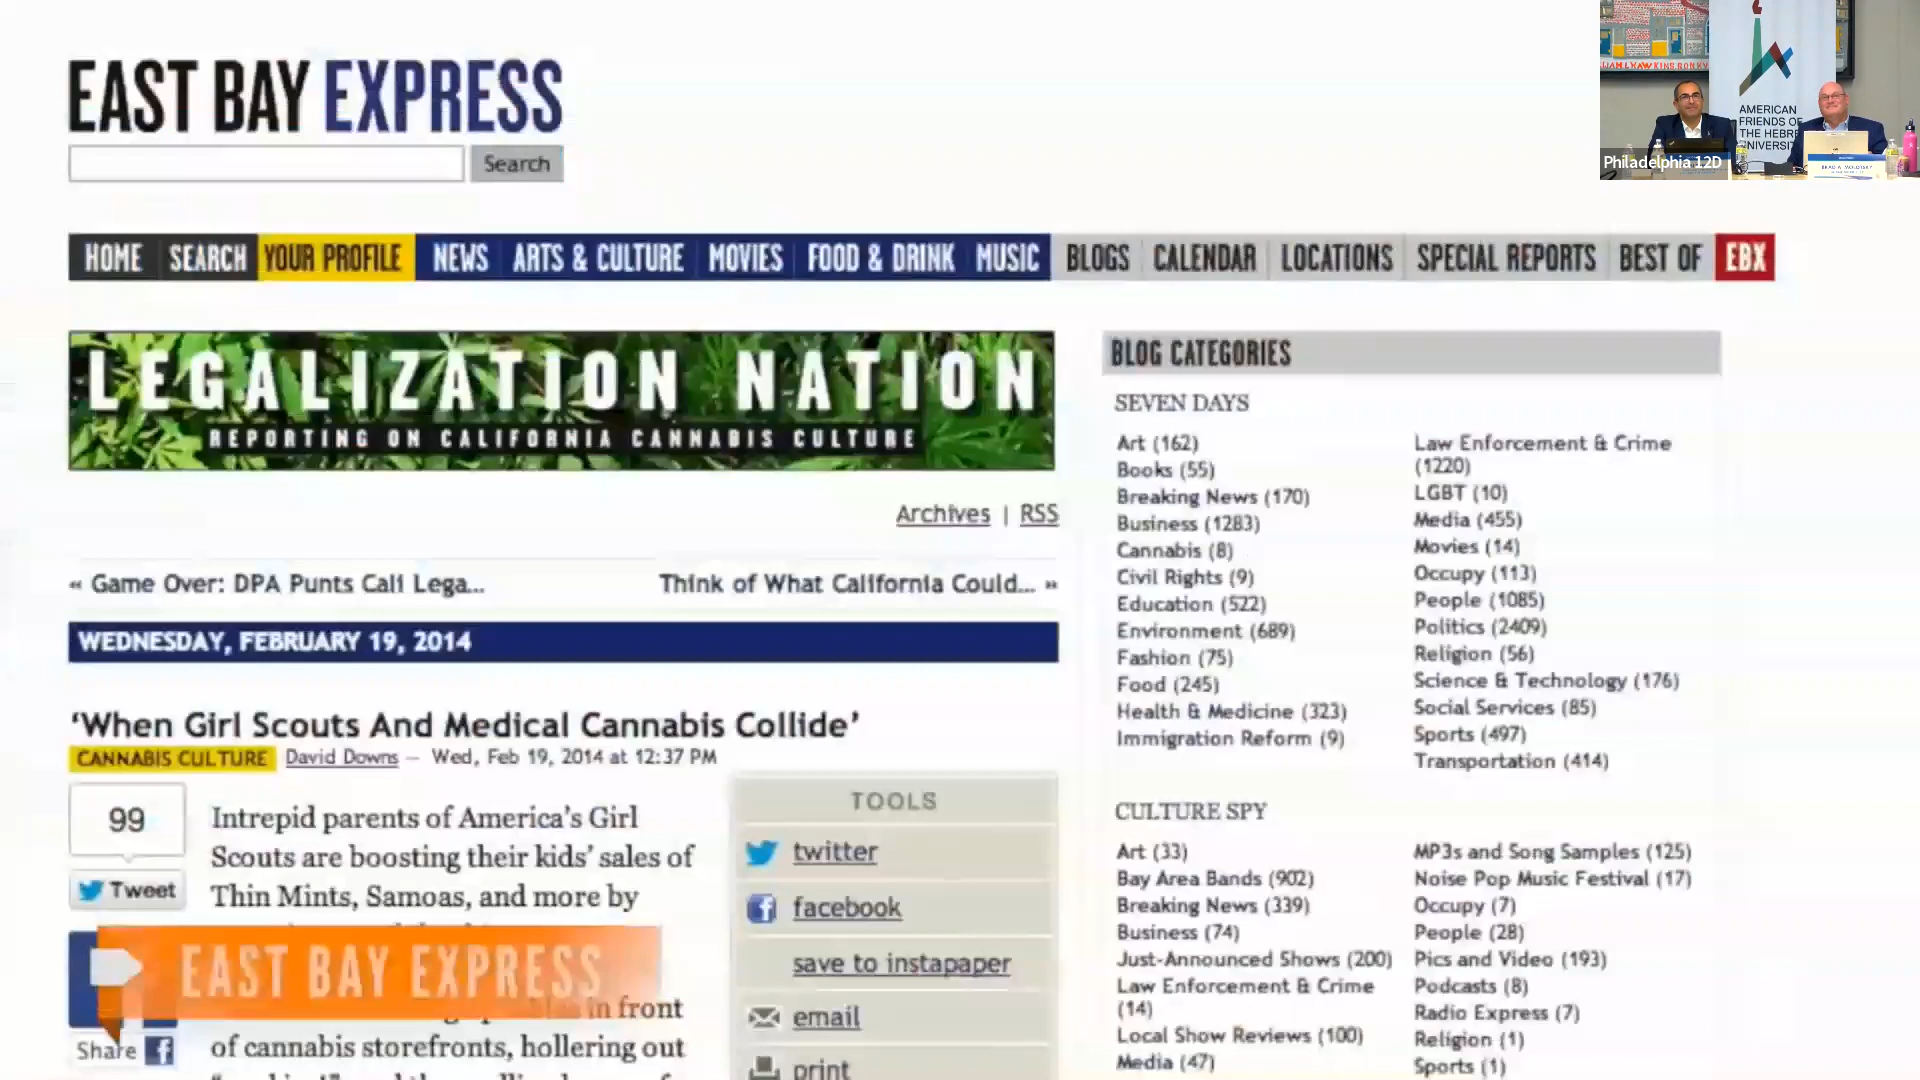 EAST BAY EXPRESS
Search
HOME SEARCH YOUR PROFILE NEWS ARTS & CULTURE MOVIES FOOD & DRINK MUSIC BLOGS CALENDAR LOCATIONS SPECIAL REPORTS BEST OF EBX
LEGALIZATION NATION
REPORTING ON CALIFORNIA CANNABIS CULTURE
Archives | RSS
« Game Over: DPA Punts Cali Lega... Think of What California Could... »
WEDNESDAY, FEBRUARY 19, 2014
‘When Girl Scouts And Medical Cannabis Collide’
CANNABIS CULTURE David Downs — Wed, Feb 19, 2014 at 12:37 PM
99
Tweet
Share
Intrepid parents of America’s Girl
Scouts are boosting their kids’ sales of
Thin Mints, Samoas, and more by
EAST BAY EXPRESS
in front
of cannabis storefronts, hollering out
TOOLS
twitter
facebook
save to instapaper
email
print
BLOG CATEGORIES
SEVEN DAYS
Art (162)
Books (55)
Breaking News (170)
Business (1283)
Cannabis (8)
Civil Rights (9)
Education (522)
Environment (689)
Fashion (75)
Food (245)
Health & Medicine (323)
Immigration Reform (9)
Law Enforcement & Crime
(1220)
LGBT (10)
Media (455)
Movies (14)
Occupy (113)
People (1085)
Politics (2409)
Religion (56)
Science & Technology (176)
Social Services (85)
Sports (497)
Transportation (414)
CULTURE SPY
Art (33)
Bay Area Bands (902)
Breaking News (339)
Business (74)
Just-Announced Shows (200)
Law Enforcement & Crime
(14)
Local Show Reviews (100)
Media (47)
MP3s and Song Samples (125)
Noise Pop Music Festival (17)
Occupy (7)
People (28)
Pics and Video (193)
Podcasts (8)
Radio Express (7)
Religion (1)
Sports (1)
AMERICAN
FRIENDS OF
THE HEBRE
UNIVERSIT
Philadelphia 12D
BRAD A. MOLOTSKY